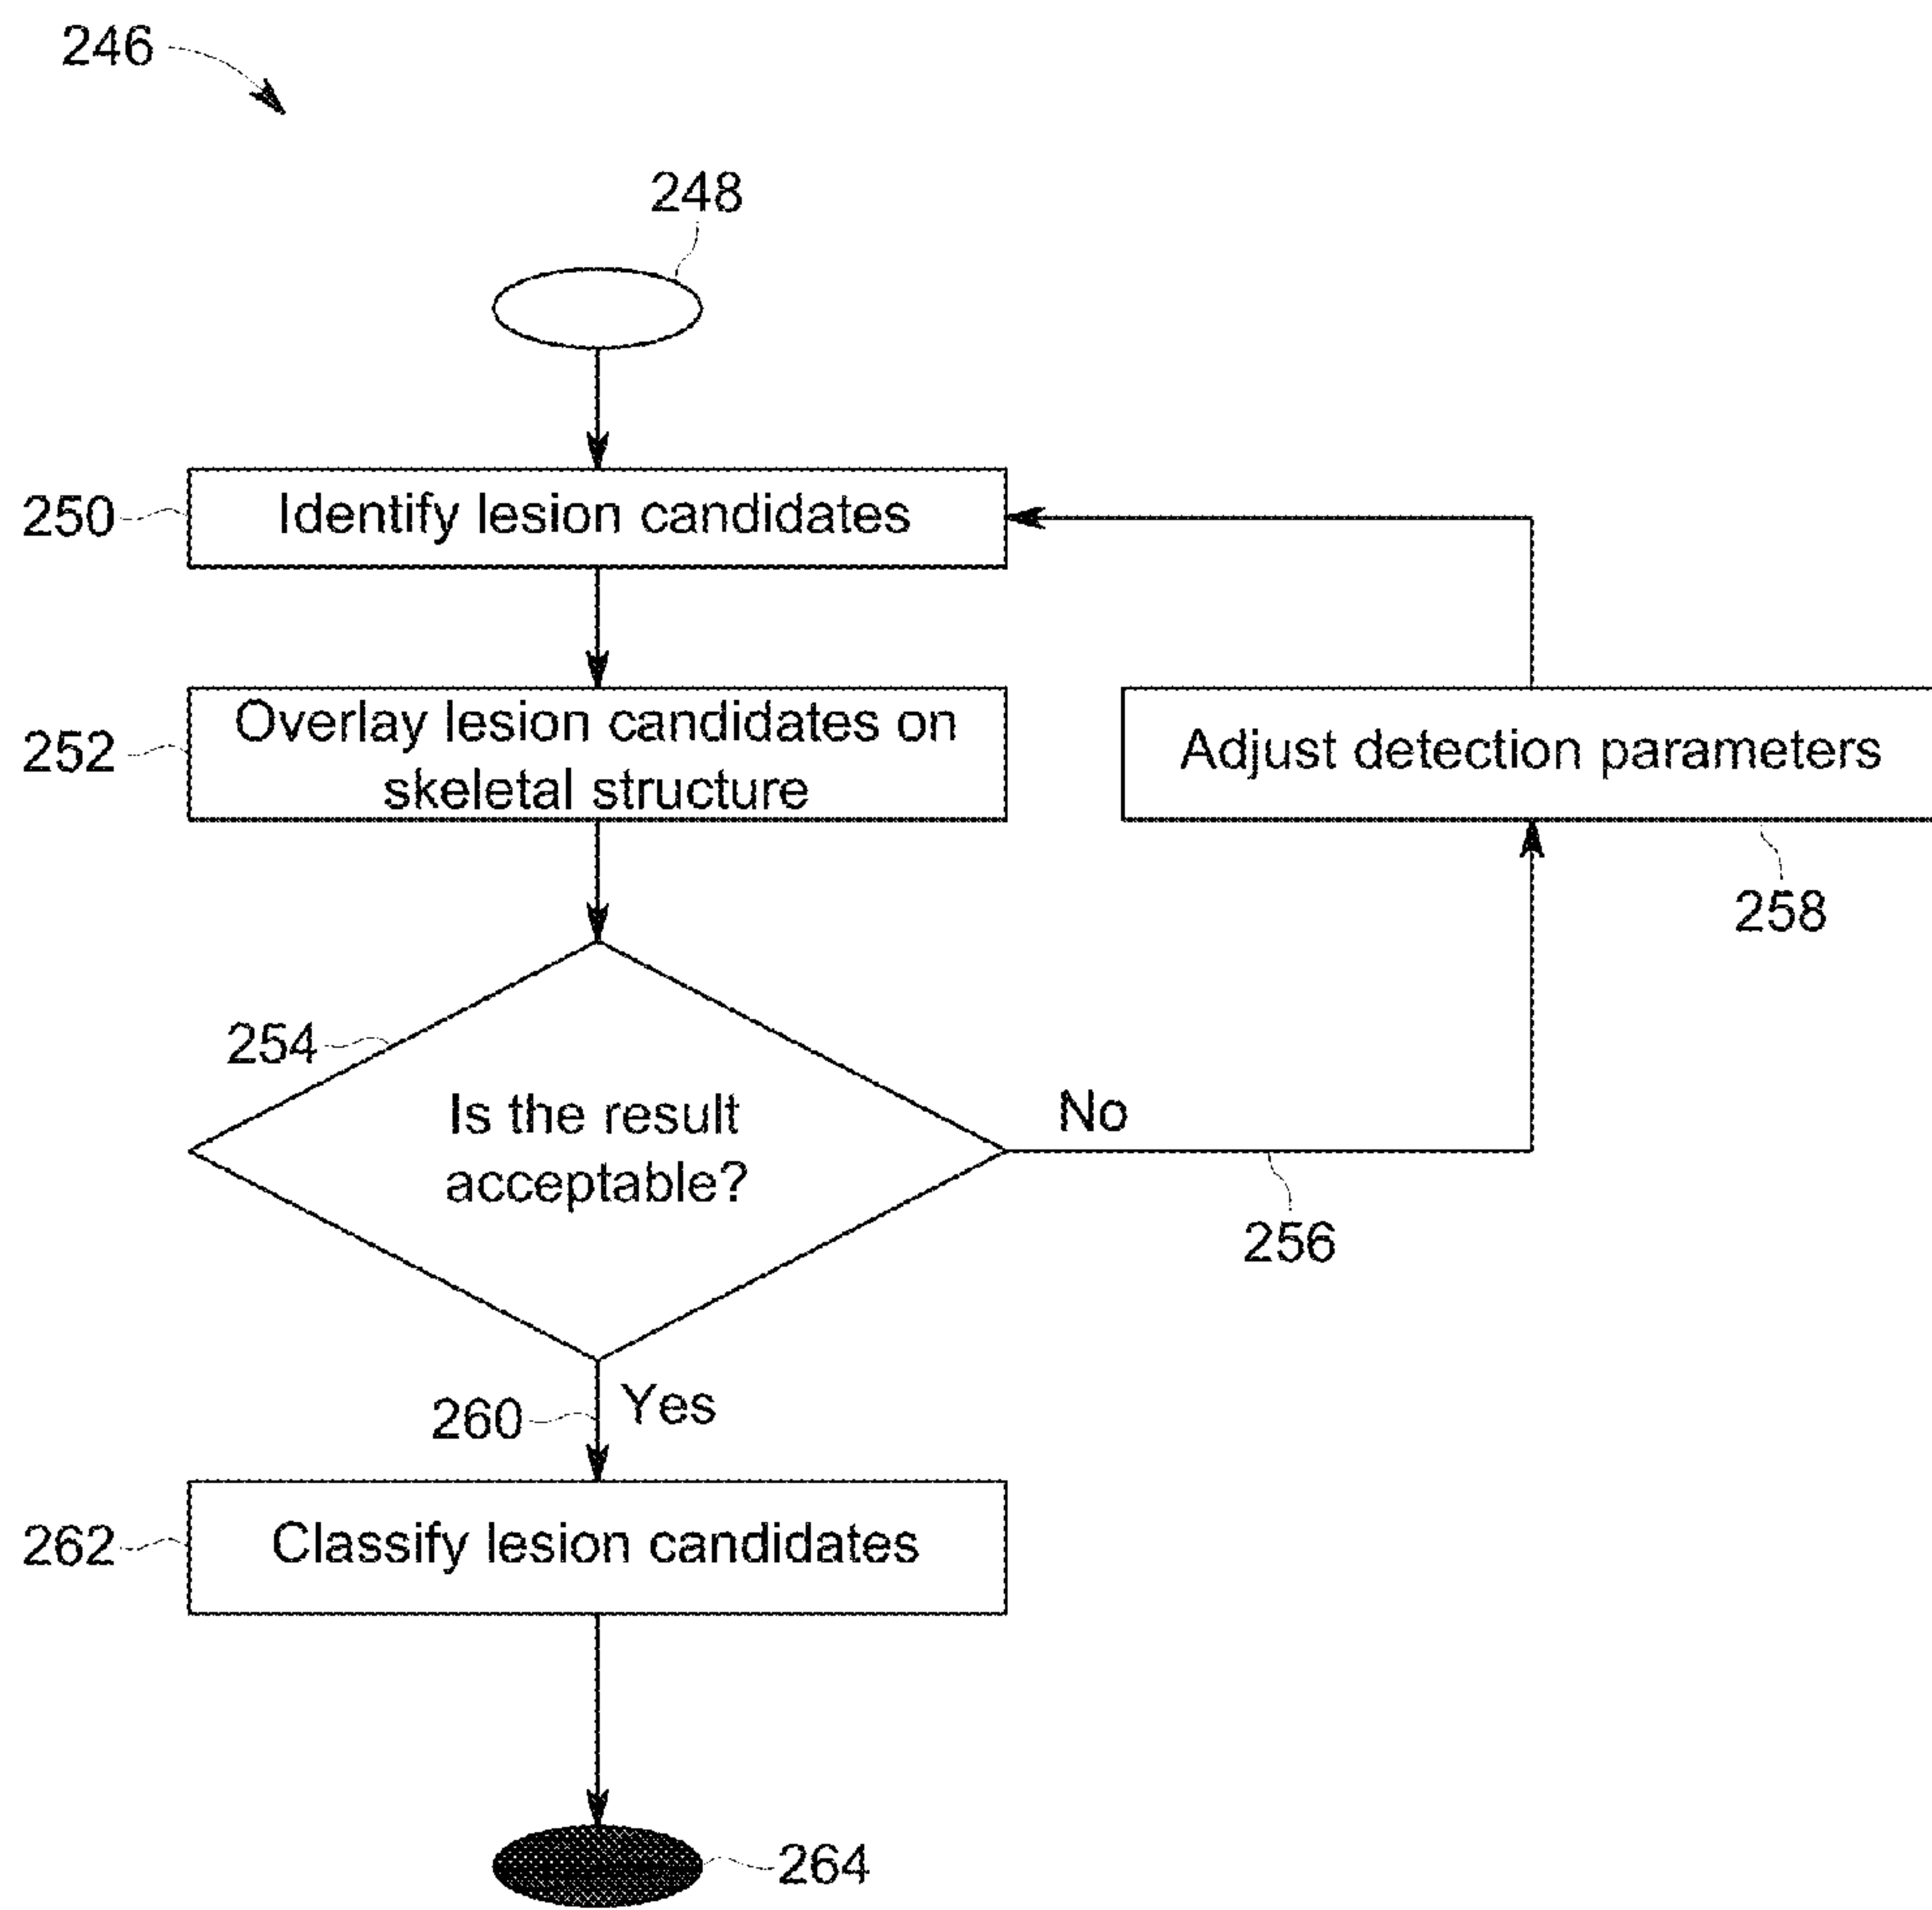 246
248
250
Identify lesion candidates
252
Overlay lesion candidates on
skeletal structure
Adjust detection parameters
258
254
Is the result
acceptable?
No
256
260
Yes
262
Classify lesion candidates
264